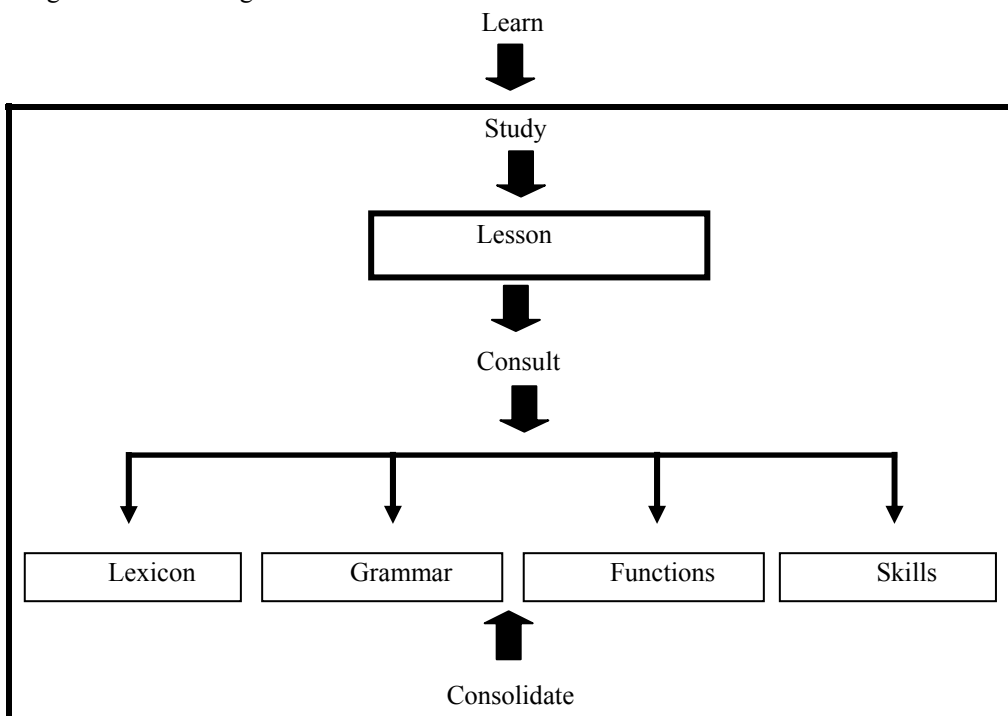 Learn
Study
Lesson
Consult
Lexicon Grammar Functions Skills
Consolidate